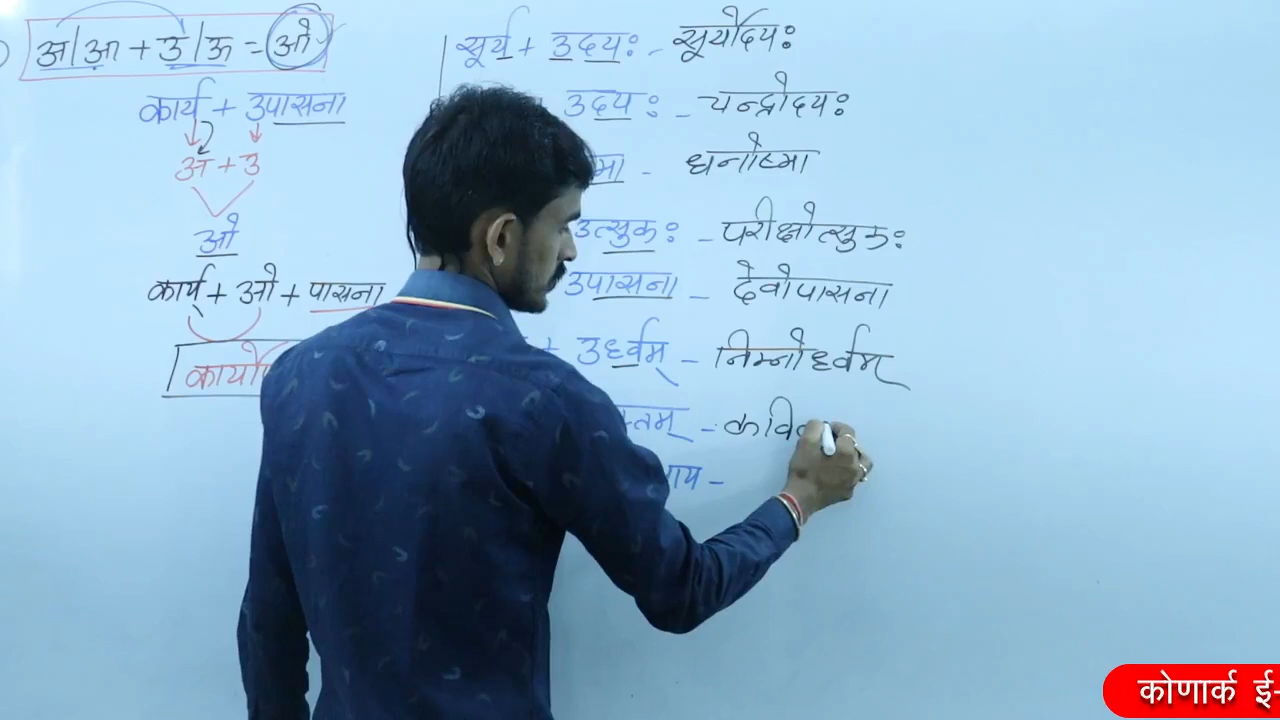 अ|आ + उ|ऊ = ओ
कार्य + उपासना
अ + उ
ओ
कार्य् + ओ + पासना
कार्यो
सूर्य + उदयः - सूर्योदयः
उदयः - चन्द्रोदयः
मा - धनोष्मा
उत्सुकः - परीक्षोत्सुकः
उपासना - देवोपासना
+ उर्ध्वम् - निम्नोर्ध्वम्
स्तम् - कवि
ाय -
कोणार्क ई-